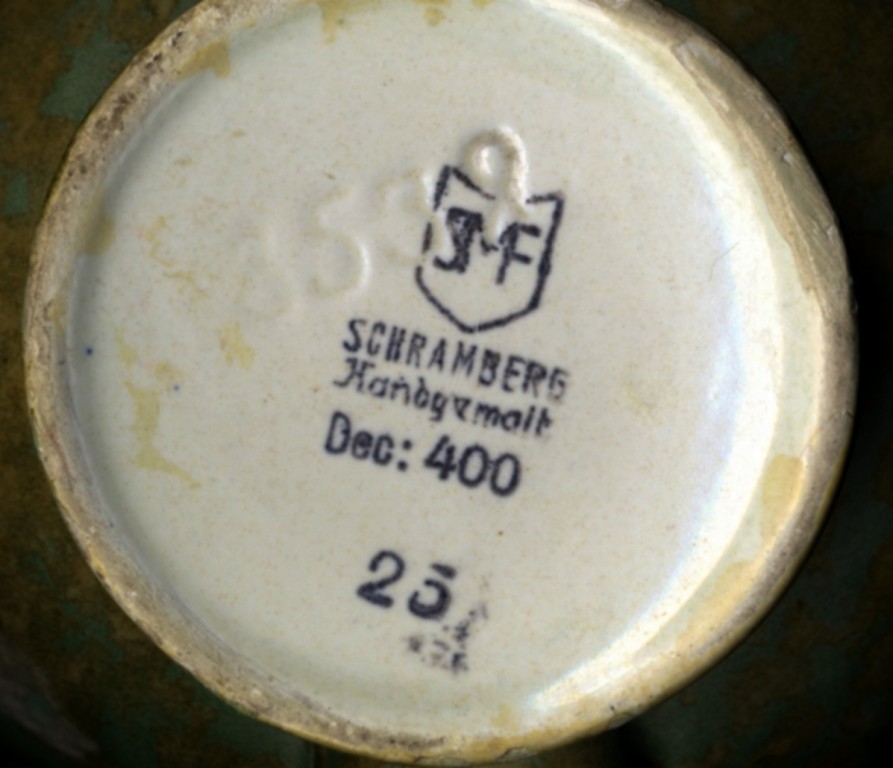 SMF
SCHRAMBERG
Handgemalt
Dec: 400
25